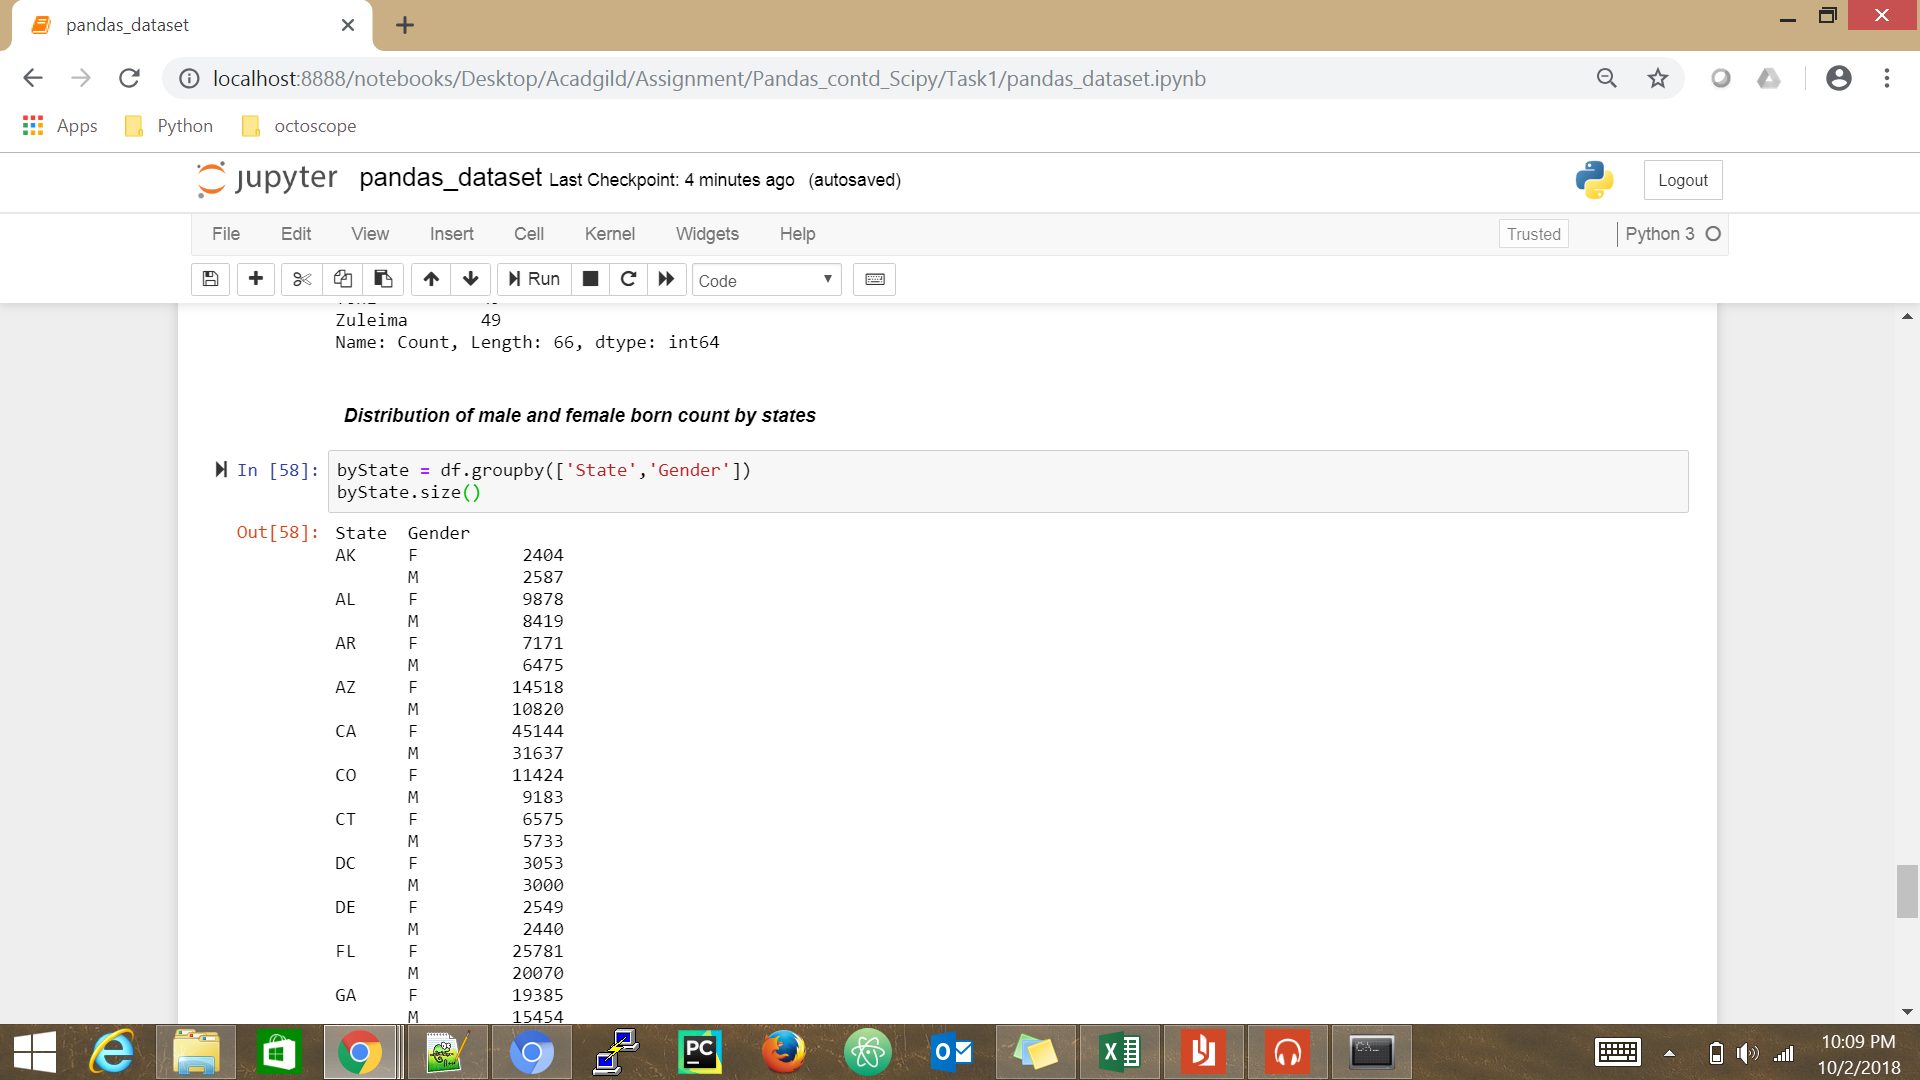 pandas_dataset
localhost:8888/notebooks/Desktop/Acadgild/Assignment/Pandas_contd_Scipy/Task1/pandas_dataset.ipynb
Apps Python octoscope
jupyter pandas_dataset Last Checkpoint: 4 minutes ago (autosaved) Logout
File Edit View Insert Cell Kernel Widgets Help Trusted Python 3
Run Code
Zuleima 49
Name: Count, Length: 66, dtype: int64
Distribution of male and female born count by states
In [58]: byState = df.groupby(['State','Gender'])
byState.size()
Out[58]: State Gender
AK F 2404
M 2587
AL F 9878
M 8419
AR F 7171
M 6475
AZ F 14518
M 10820
CA F 45144
M 31637
CO F 11424
M 9183
CT F 6575
M 5733
DC F 3053
M 3000
DE F 2549
M 2440
FL F 25781
M 20070
GA F 19385
M 15454
PC
10:09 PM
10/2/2018